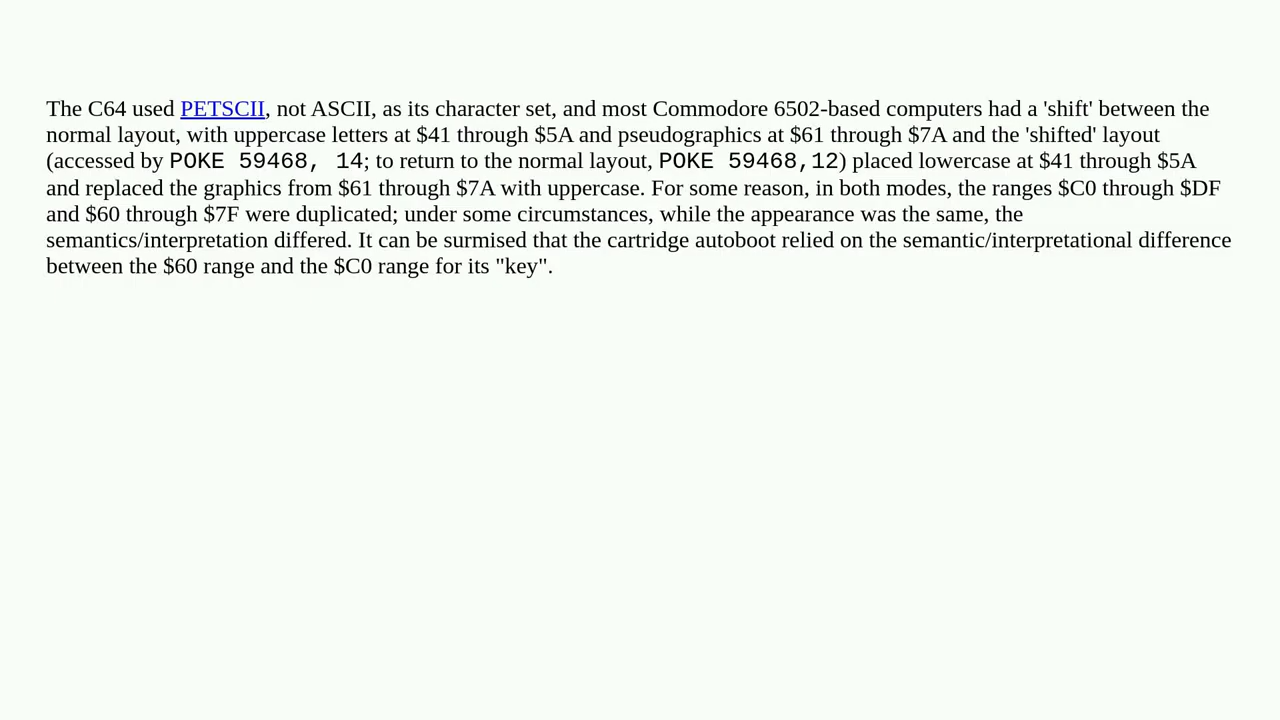 The C64 used PETSCII, not ASCII, as its character set, and most Commodore 6502-based computers had a 'shift' between the
normal layout, with uppercase letters at $41 through $5A and pseudographics at $61 through $7A and the 'shifted' layout
(accessed by POKE 59468, 14; to return to the normal layout, POKE 59468,12) placed lowercase at $41 through $5A
and replaced the graphics from $61 through $7A with uppercase. For some reason, in both modes, the ranges $C0 through $DF
and $60 through $7F were duplicated; under some circumstances, while the appearance was the same, the
semantics/interpretation differed. It can be surmised that the cartridge autoboot relied on the semantic/interpretational difference
between the $60 range and the $C0 range for its "key".